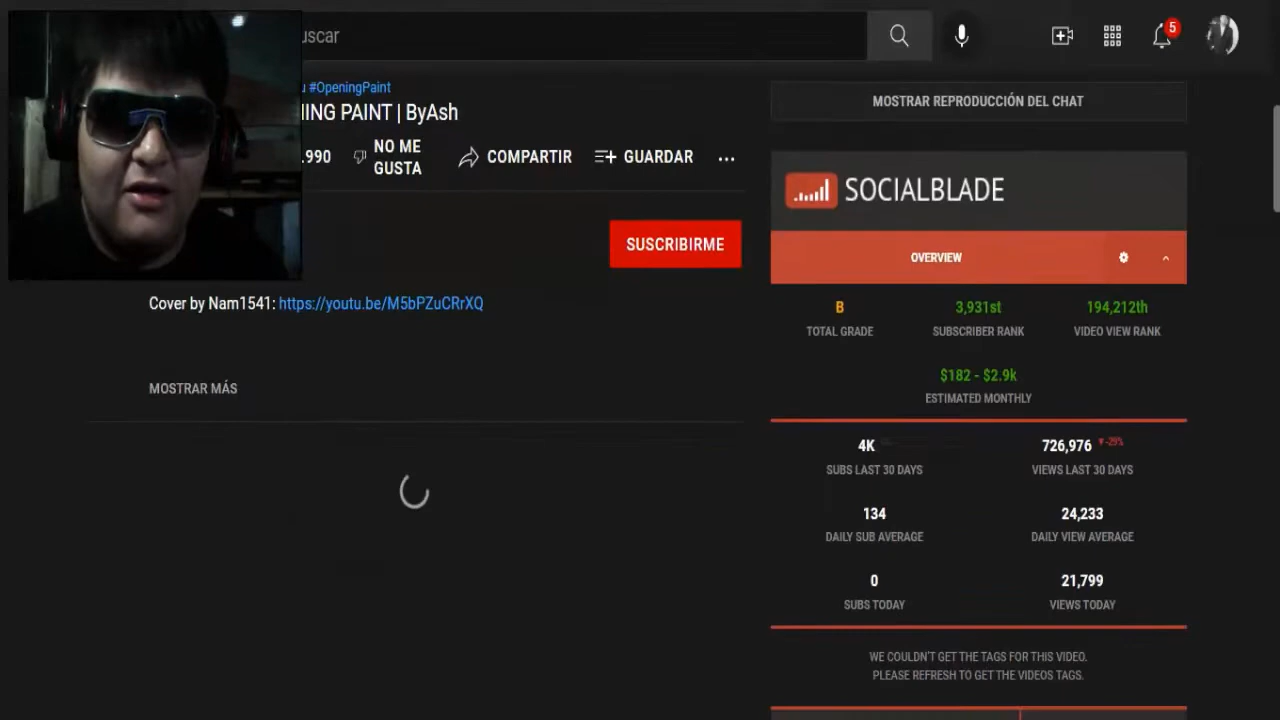 uscar
5
u #OpeningPaint
ING PAINT | ByAsh
.990
NO ME GUSTA
COMPARTIR
GUARDAR
...
SUSCRIBIRME
Cover by Nam1541: https://youtu.be/M5bPZuCRrXQ
MOSTRAR MÁS
MOSTRAR REPRODUCCIÓN DEL CHAT
SOCIALBLADE
OVERVIEW
B
3,931st
194,212th
TOTAL GRADE
SUBSCRIBER RANK
VIDEO VIEW RANK
$182 - $2.9k
ESTIMATED MONTHLY
4K
726,976 ▼-29%
SUBS LAST 30 DAYS
VIEWS LAST 30 DAYS
134
24,233
DAILY SUB AVERAGE
DAILY VIEW AVERAGE
0
21,799
SUBS TODAY
VIEWS TODAY
WE COULDN'T GET THE TAGS FOR THIS VIDEO.
PLEASE REFRESH TO GET THE VIDEOS TAGS.